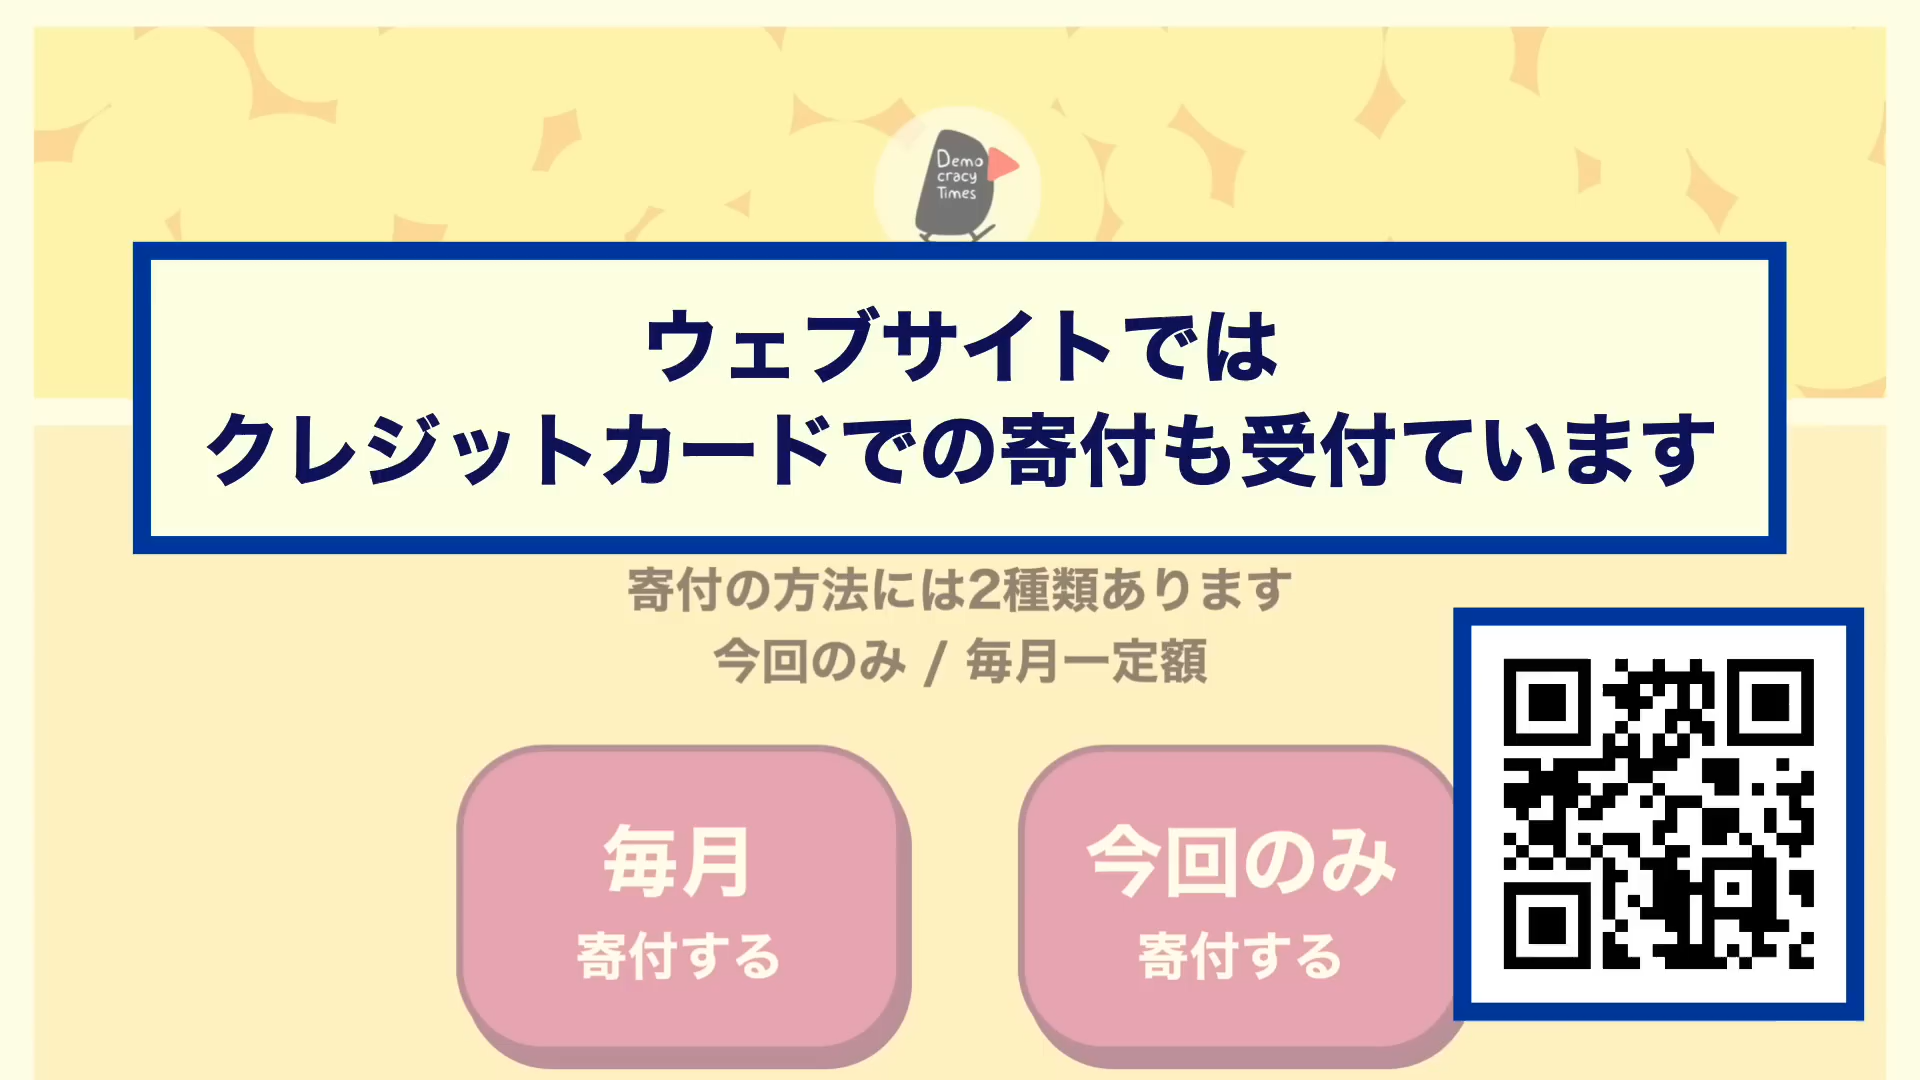 Demo
cracy
Times
ウェブサイトでは
クレジットカードでの寄付も受付ています
寄付の方法には2種類あります
今回のみ / 毎月一定額
毎月
寄付する
今回のみ
寄付する